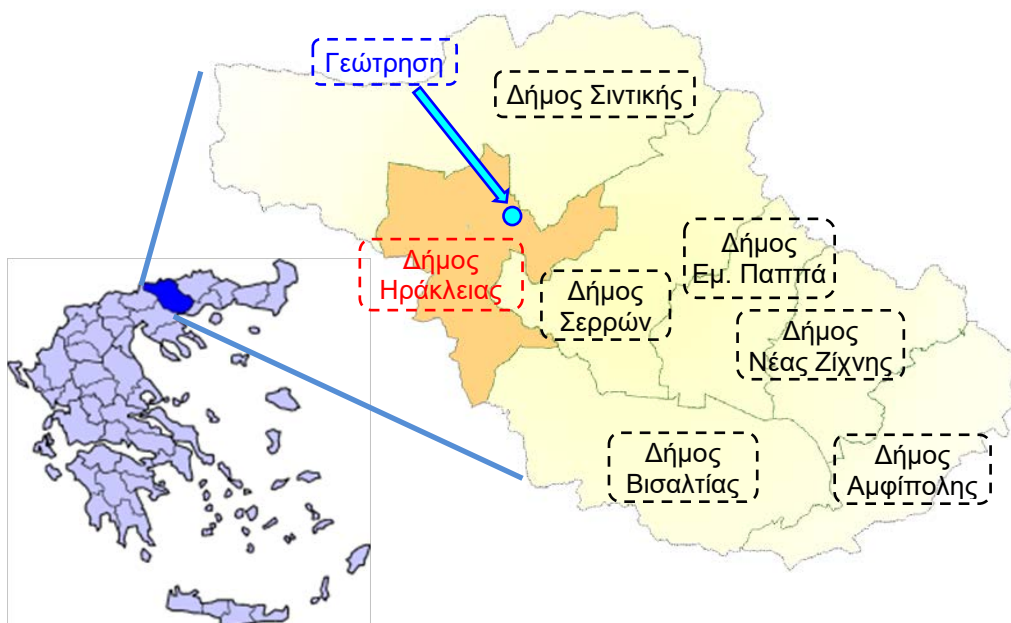 Γεώτρηση
Δήμος Σιντικής
Δήμος
Εμ. Παππά
Δήμος
Ηράκλειας
Δήμος
Σερρών
Δήμος
Νέας Ζίχνης
Δήμος
Βισαλτίας
Δήμος
Αμφίπολης